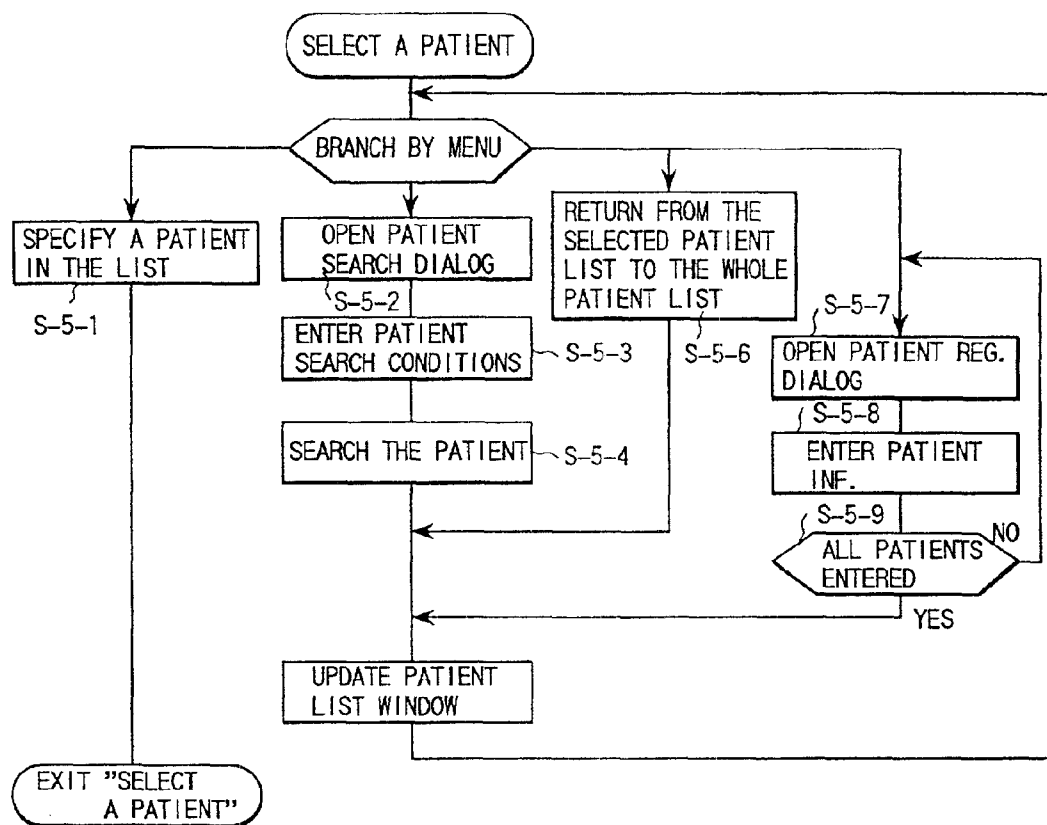 SELECT A PATIENT
BRANCH BY MENU
SPECIFY A PATIENT
IN THE LIST
S-5-1
OPEN PATIENT
SEARCH DIALOG
S-5-2
ENTER PATIENT
SEARCH CONDITIONS
S-5-3
SEARCH THE PATIENT
S-5-4
RETURN FROM THE
SELECTED PATIENT
LIST TO THE WHOLE
PATIENT LIST
S-5-6
S-5-7
OPEN PATIENT REG.
DIALOG
S-5-8
ENTER PATIENT
INF.
S-5-9
NO
ALL PATIENTS
ENTERED
YES
UPDATE PATIENT
LIST WINDOW
EXIT "SELECT
A PATIENT"